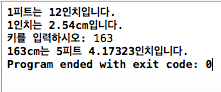 1피트는 12인치입니다.
1인치는 2.54cm입니다.
키를 입력하시오: 163
163cm는 5피트 4.17323인치입니다.
Program ended with exit code: 0